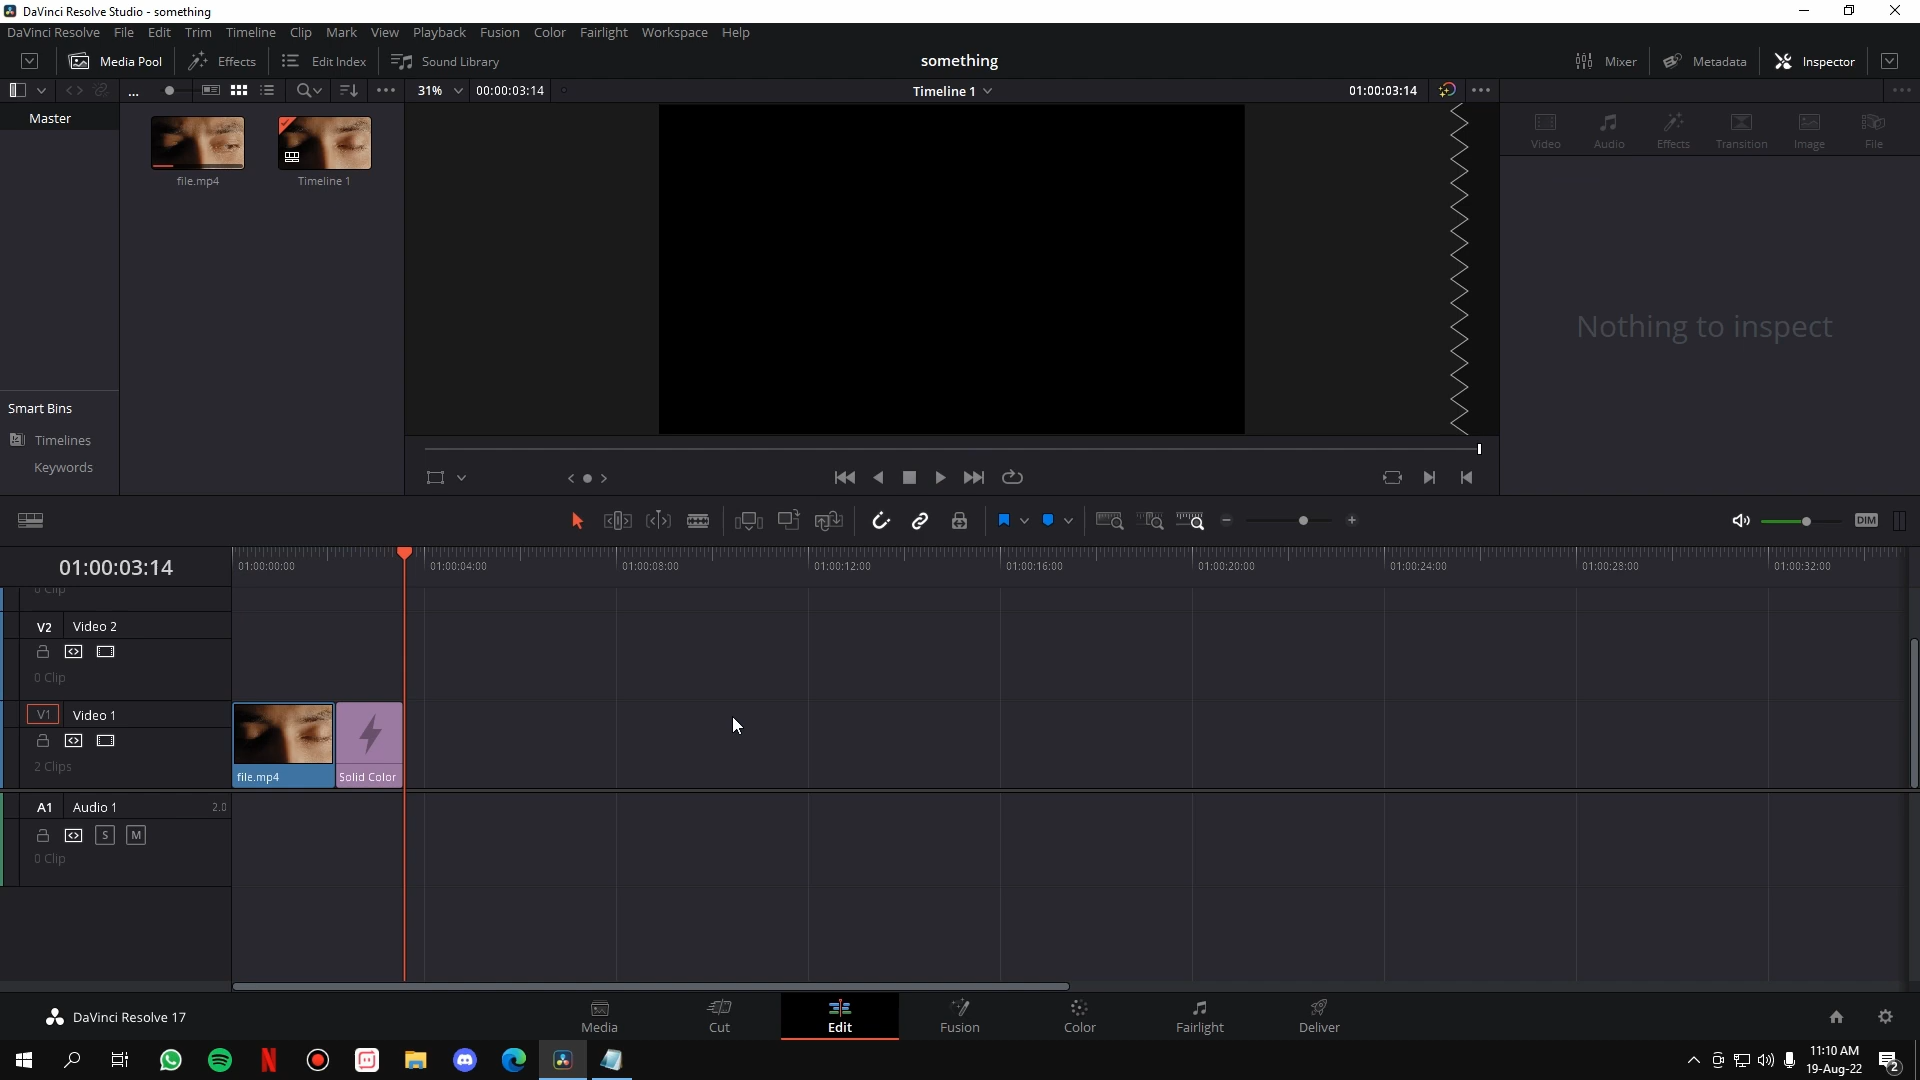 DaVinci Resolve Studio - something
DaVinci Resolve File Edit Trim Timeline Clip Mark View Playback Fusion Color Fairlight Workspace Help
Media Pool Effects Edit Index Sound Library something Mixer Metadata Inspector
... 31% 00:00:03:14 Timeline 1 01:00:03:14
Master
Video Audio Effects Transition Image File
file.mp4 Timeline 1
Nothing to inspect
Smart Bins
Timelines
Keywords
DIM
01:00:03:14
01:00:00:00 01:00:04:00 01:00:08:00 01:00:12:00 01:00:16:00 01:00:20:00 01:00:24:00 01:00:28:00 01:00:32:00
0 Clip
V2 Video 2
0 Clip
V1 Video 1
2 Clips
file.mp4 Solid Color
A1 Audio 1 2.0
S M
0 Clip
DaVinci Resolve 17
Media Cut Edit Fusion Color Fairlight Deliver
11:10 AM
19-Aug-22
2